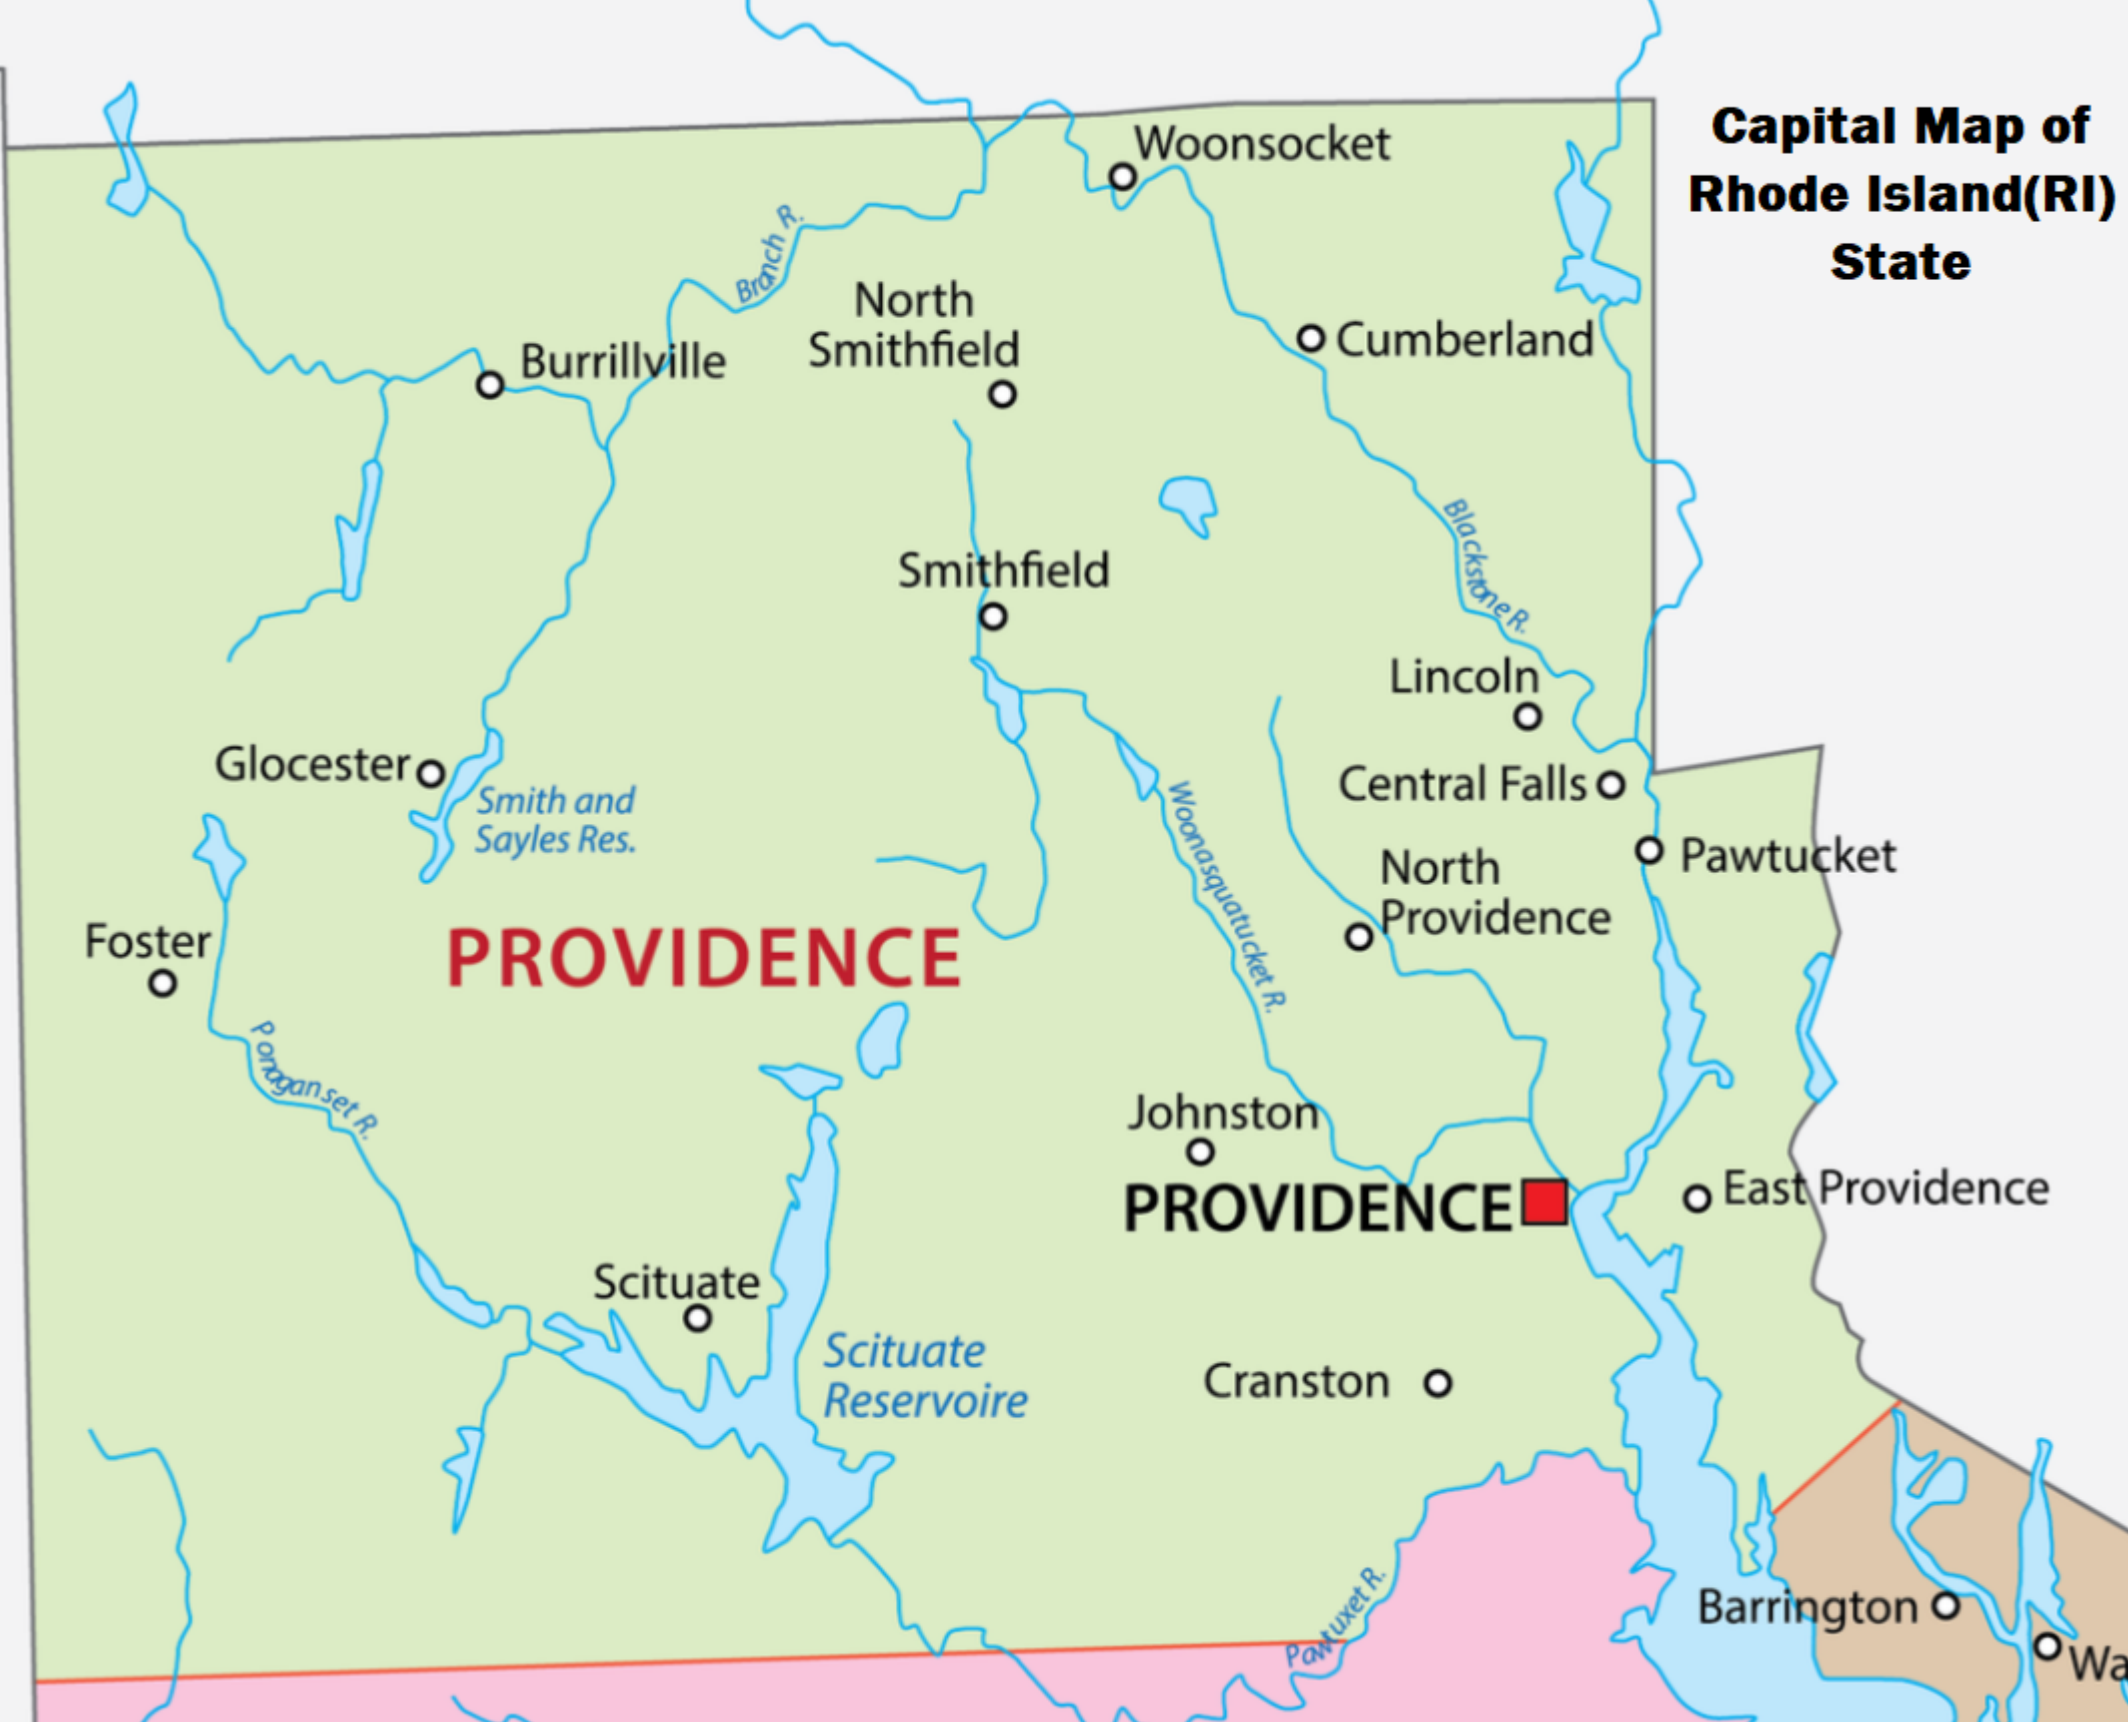 Capital Map of
Rhode Island(RI)
State
Woonsocket
Branch R.
North
Smithfield
Cumberland
Burrillville
Blackstone R.
Smithfield
Lincoln
Glocester
Smith and
Sayles Res.
Central Falls
Woonasquatucket R.
Pawtucket
North
Providence
Foster
PROVIDENCE
Ponaganset R.
Johnston
PROVIDENCE
East Providence
Scituate
Scituate
Reservoire
Cranston
Pawtuxet R.
Barrington
Wa